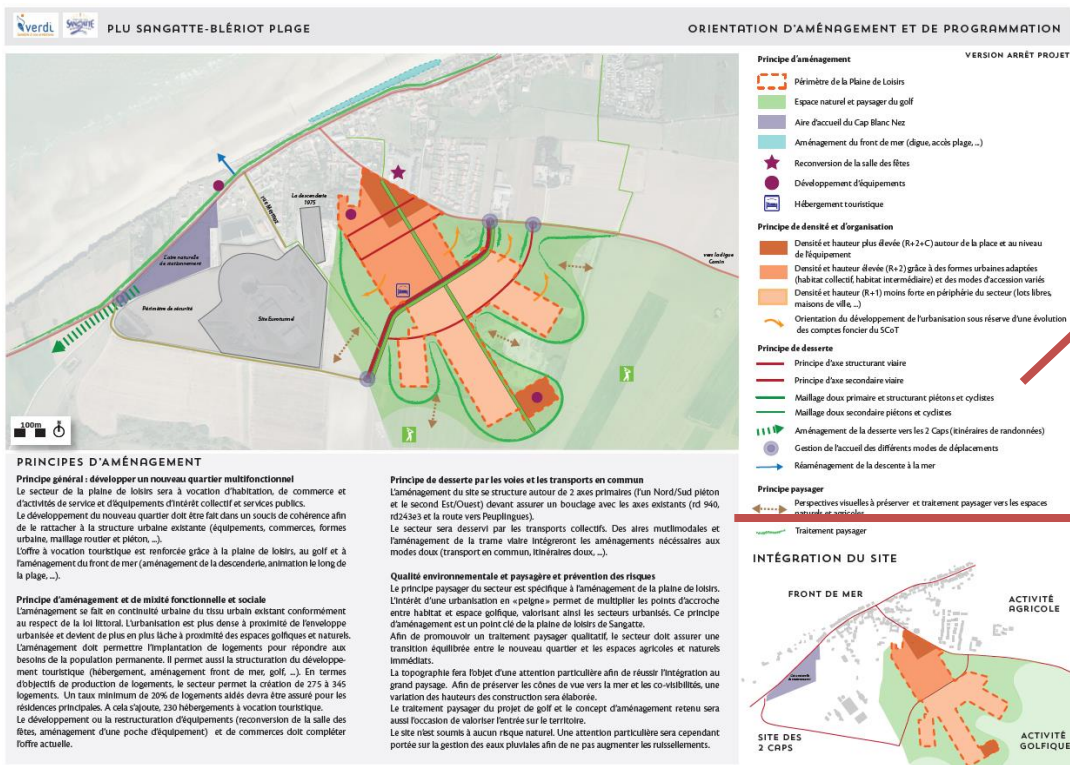 verdi
SANGATTE
PLU SANGATTE-BLÉRIOT PLAGE
ORIENTATION D'AMÉNAGEMENT ET DE PROGRAMMATION
VERSION ARRÊT PROJET
rue Mermoz
La descenderie
1975
L'aire naturelle
de stationnement
Périmètre de sécurité
Site Eurotunnel
vers la digue
Camin
100m
Principe d'aménagement
Périmètre de la Plaine de Loisirs
Espace naturel et paysager du golf
Aire d'accueil du Cap Blanc Nez
Aménagement du front de mer (digue, accès plage, ...)
Reconversion de la salle des fêtes
Développement d'équipements
Hébergement touristique
Principe de densité et d'organisation
Densité et hauteur plus élevée (R+2+C) autour de la place et au niveau
de l'équipement
Densité et hauteur élevée (R+2) grâce à des formes urbaines adaptées
(habitat collectif, habitat intermédiaire) et des modes d'accession variés
Densité et hauteur (R+1) moins forte en périphérie du secteur (lots libres,
maisons de ville, ...)
Orientation du développement de l'urbanisation sous réserve d'une évolution
des comptes foncier du SCoT
Principe de desserte
Principe d'axe structurant viaire
Principe d'axe secondaire viaire
Maillage doux primaire et structurant piétons et cyclistes
Maillage doux secondaire piétons et cyclistes
Aménagement de la desserte vers les 2 Caps (itinéraires de randonnées)
Gestion de l'accueil des différents modes de déplacements
Réaménagement de la descente à la mer
Principe paysager
Perspectives visuelles à préserver et traitement paysager vers les espaces
naturels et agricoles
Traitement paysager
PRINCIPES D'AMÉNAGEMENT
Principe général : développer un nouveau quartier multifonctionnel
Le secteur de la plaine de loisirs sera à vocation d'habitation, de commerce et
d'activités de service et d'équipements d'intérêt collectif et services publics.
Le développement du nouveau quartier doit être fait dans un soucis de cohérence afin
de le rattacher à la structure urbaine existante (équipements, commerces, formes
urbaine, maillage routier et piéton, ...).
L'offre à vocation touristique est renforcée grâce à la plaine de loisirs, au golf et à
l'aménagement du front de mer (aménagement de la descenderie, animation le long de
la plage, ...).
Principe d'aménagement et de mixité fonctionnelle et sociale
L'aménagement se fait en continuité urbaine du tissu urbain existant conformément
au respect de la loi littoral. L'urbanisation est plus dense à proximité de l'enveloppe
urbanisée et devient de plus en plus lâche à proximité des espaces golfiques et naturels.
L'aménagement doit permettre l'implantation de logements pour répondre aux
besoins de la population permanente. Il permet aussi la structuration du développe-
ment touristique (hébergement, aménagement front de mer, golf, ...). En termes
d'objectifs de production de logements, le secteur permet la création de 275 à 345
logements. Un taux minimum de 20% de logements aidés devra être assuré pour les
résidences principales. A cela s'ajoute, 230 hébergements à vocation touristique.
Le développement ou la restructuration d'équipements (reconversion de la salle des
fêtes, aménagement d'une poche d'équipement) et de commerces doit compléter
l'offre actuelle.
Principe de desserte par les voies et les transports en commun
L'aménagement du site se structure autour de 2 axes primaires (l'un Nord/Sud piéton
et le second Est/Ouest) devant assurer un bouclage avec les axes existants (rd 940,
rd243e3 et la route vers Peuplingues).
Le secteur sera desservi par les transports collectifs. Des aires mutlimodales et
l'aménagement de la trame viaire intégreront les aménagements nécéssaires aux
modes doux (transport en commun, itinéraires doux, ...).
Qualité environnementale et paysagère et prévention des risques
Le principe paysager du secteur est spécifique à l'aménagement de la plaine de loisirs.
L'intérêt d'une urbanisation en «peigne» permet de multiplier les points d'accroche
entre habitat et espace golfique, valorisant ainsi les secteurs urbanisés. Ce principe
d'aménagement est un point clé de la plaine de loisirs de Sangatte.
Afin de promouvoir un traitement paysager qualitatif, le secteur doit assurer une
transition équilibrée entre le nouveau quartier et les espaces agricoles et naturels
immédiats.
La topographie fera l'objet d'une attention particulière afin de réussir l'intégration au
grand paysage. Afin de préserver les cônes de vue vers la mer et les co-visibilités, une
variation des hauteurs des construction sera élaborée.
Le traitement paysager du projet de golf et le concept d'aménagement retenu sera
aussi l'occasion de valoriser l'entrée sur le territoire.
Le site n'est soumis à aucun risque naturel. Une attention particulière sera cependant
portée sur la gestion des eaux pluviales afin de ne pas augmenter les ruissellements.
INTÉGRATION DU SITE
FRONT DE MER
ACTIVITÉ
AGRICOLE
SITE DES
2 CAPS
ACTIVITÉ
GOLFIQUE